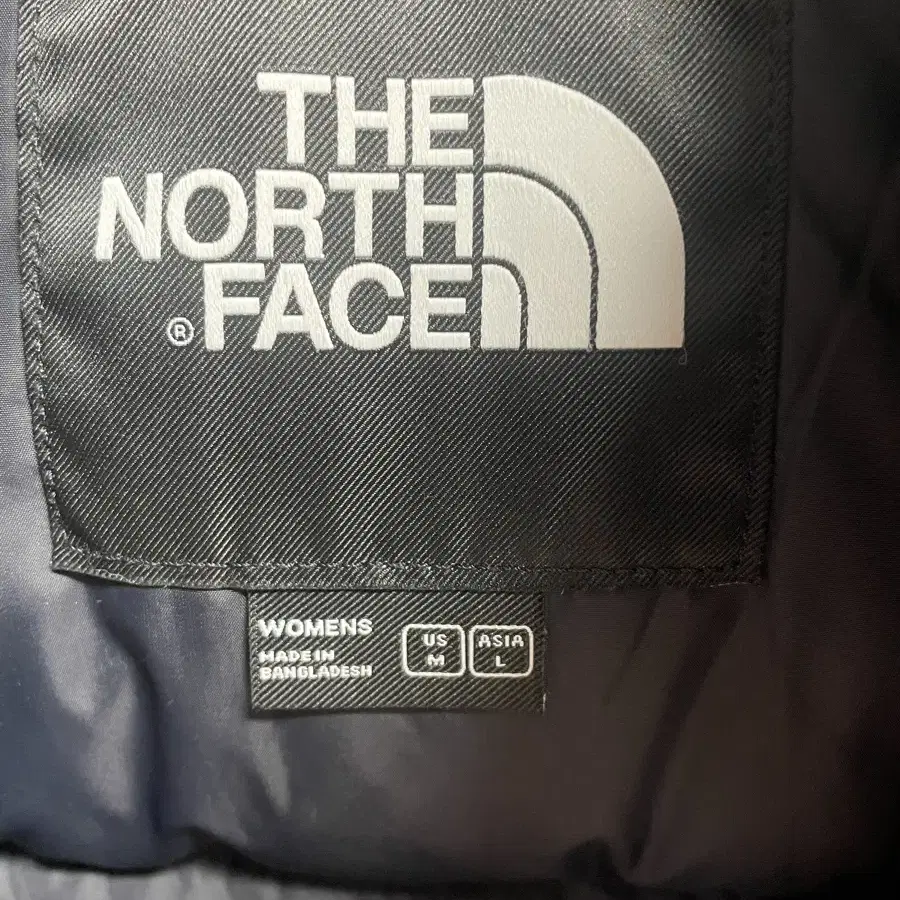 THE
NORTH
FACE
®
WOMENS
MADE IN
BANGLADESH
US
M
ASIA
L